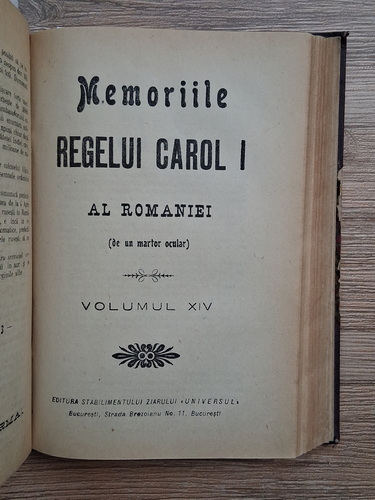 Memoriile
REGELUI CAROL I
AL ROMANIEI
(de un martor ocular)
VOLUMUL XIV
EDITURA STABILIMENTULUI ZIARULUI «UNIVERSUL»
Bucureşti, Strada Brezoianu No. 11, Bucureşti